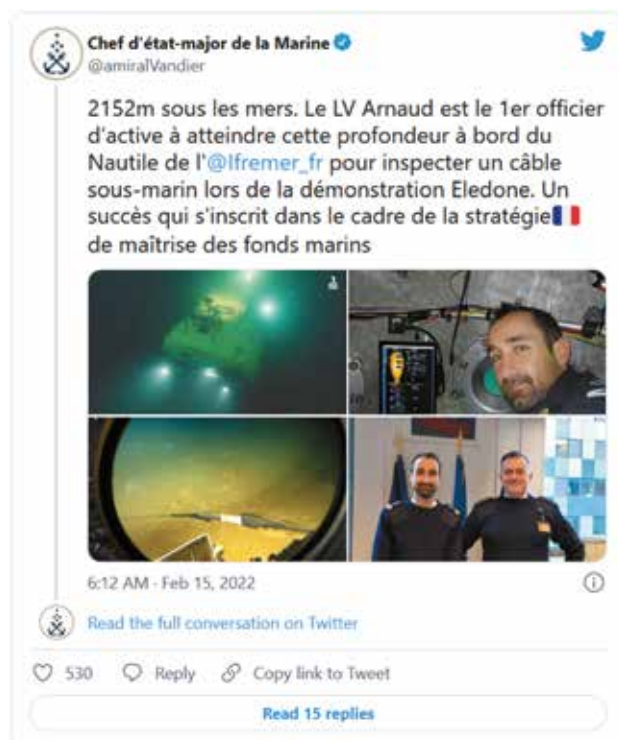 Chef d'état-major de la Marine
@amiralVandier
2152m sous les mers. Le LV Arnaud est le 1er officier
d'active à atteindre cette profondeur à bord du
Nautile de l'@Ifremer_fr pour inspecter un câble
sous-marin lors de la démonstration Eledone. Un
succès qui s'inscrit dans le cadre de la stratégie🇫🇷
de maîtrise des fonds marins
6:12 AM · Feb 15, 2022
Read the full conversation on Twitter
530 Reply Copy link to Tweet
Read 15 replies